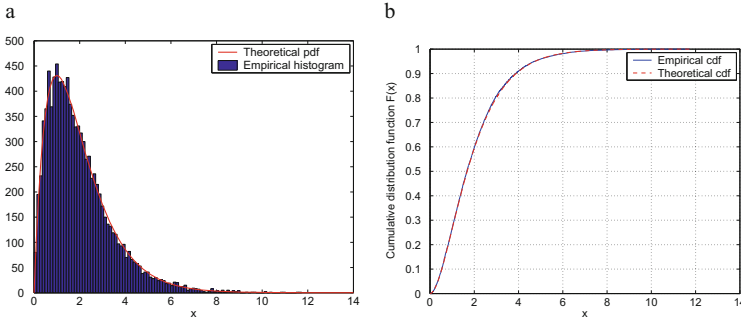 a
500
450
400
350
300
250
200
150
100
50
0
0 2 4 6 8 10 12 14
x
Theoretical pdf
Empirical histogram
b
Cumulative distribution function F(x)
1
0.9
0.8
0.7
0.6
0.5
0.4
0.3
0.2
0.1
0
0 2 4 6 8 10 12 14
x
Empirical cdf
Theoretical cdf